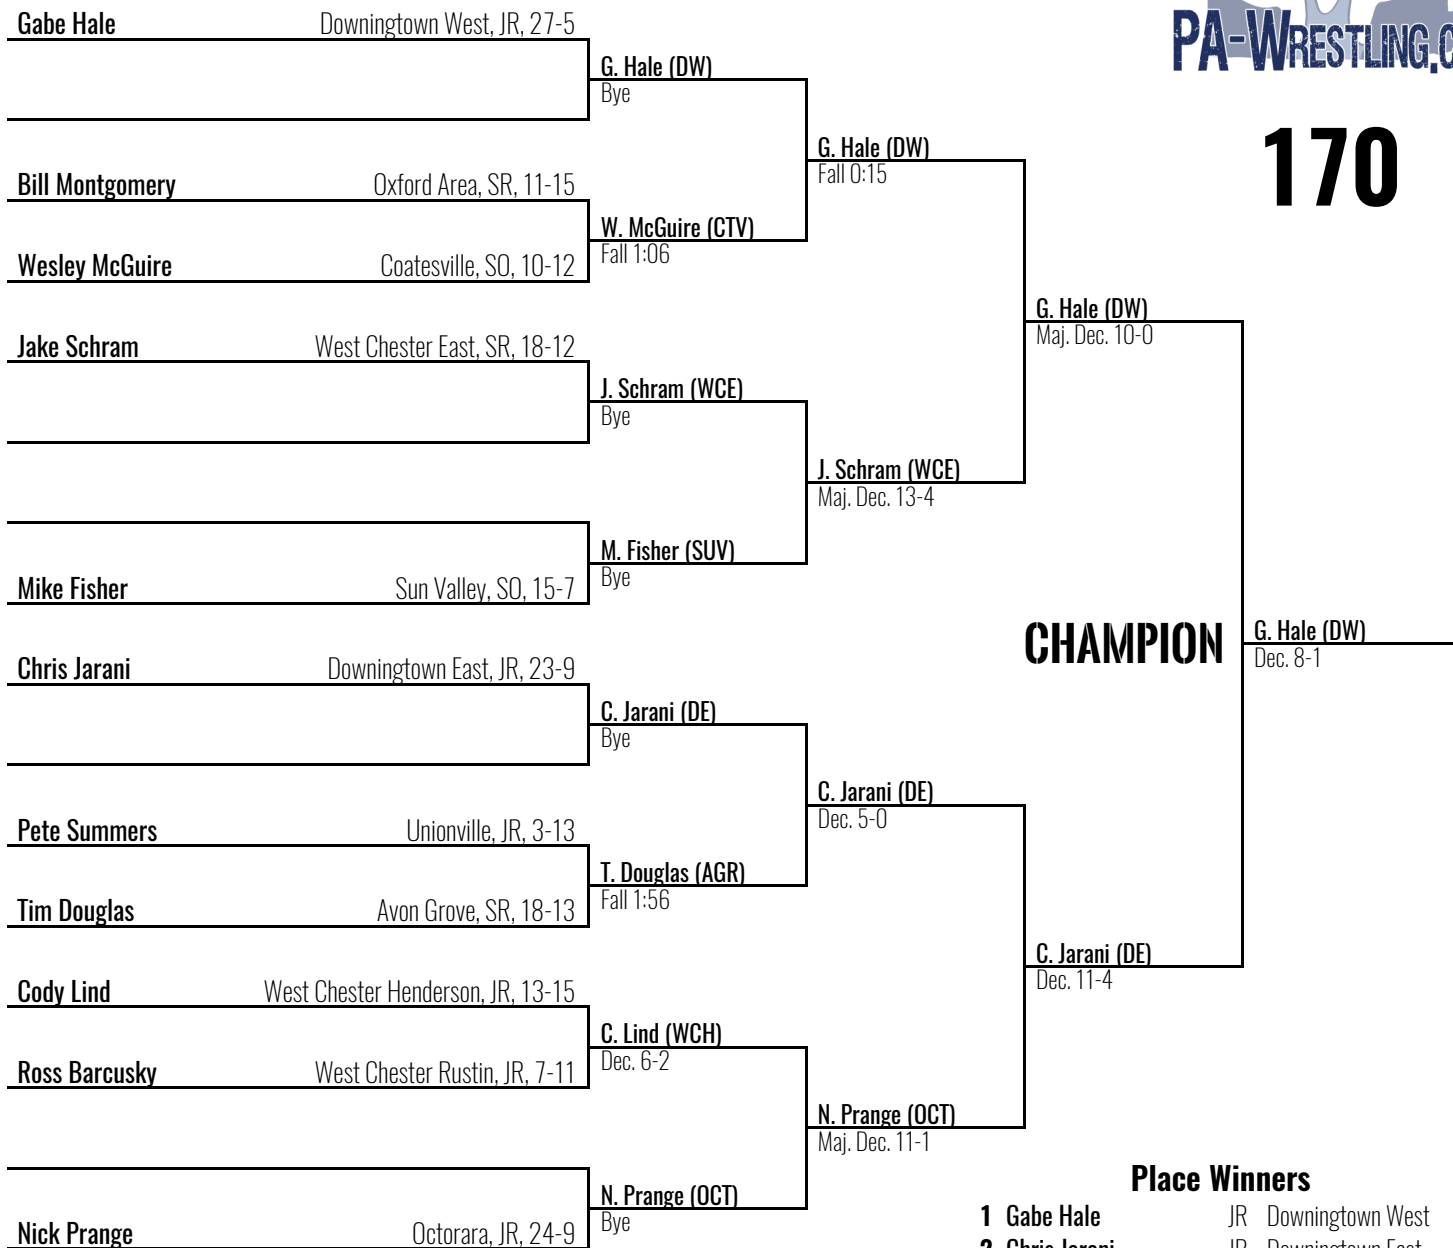 Gabe Hale Downingtown West, JR, 27-5
PA-WRESTLING.C
G. Hale (DW)
Bye
170
G. Hale (DW)
Fall 0:15
Bill Montgomery Oxford Area, SR, 11-15
W. McGuire (CTV)
Fall 1:06
Wesley McGuire Coatesville, SO, 10-12
G. Hale (DW)
Maj. Dec. 10-0
Jake Schram West Chester East, SR, 18-12
J. Schram (WCE)
Bye
J. Schram (WCE)
Maj. Dec. 13-4
M. Fisher (SUV)
Bye
Mike Fisher Sun Valley, SO, 15-7
CHAMPION
G. Hale (DW)
Dec. 8-1
Chris Jarani Downingtown East, JR, 23-9
C. Jarani (DE)
Bye
C. Jarani (DE)
Dec. 5-0
Pete Summers Unionville, JR, 3-13
T. Douglas (AGR)
Fall 1:56
Tim Douglas Avon Grove, SR, 18-13
C. Jarani (DE)
Dec. 11-4
Cody Lind West Chester Henderson, JR, 13-15
C. Lind (WCH)
Dec. 6-2
Ross Barcusky West Chester Rustin, JR, 7-11
N. Prange (OCT)
Maj. Dec. 11-1
N. Prange (OCT)
Bye
Nick Prange Octorara, JR, 24-9
Place Winners
1 Gabe Hale JR Downingtown West
2 Chris Jarani JR Downingtown East